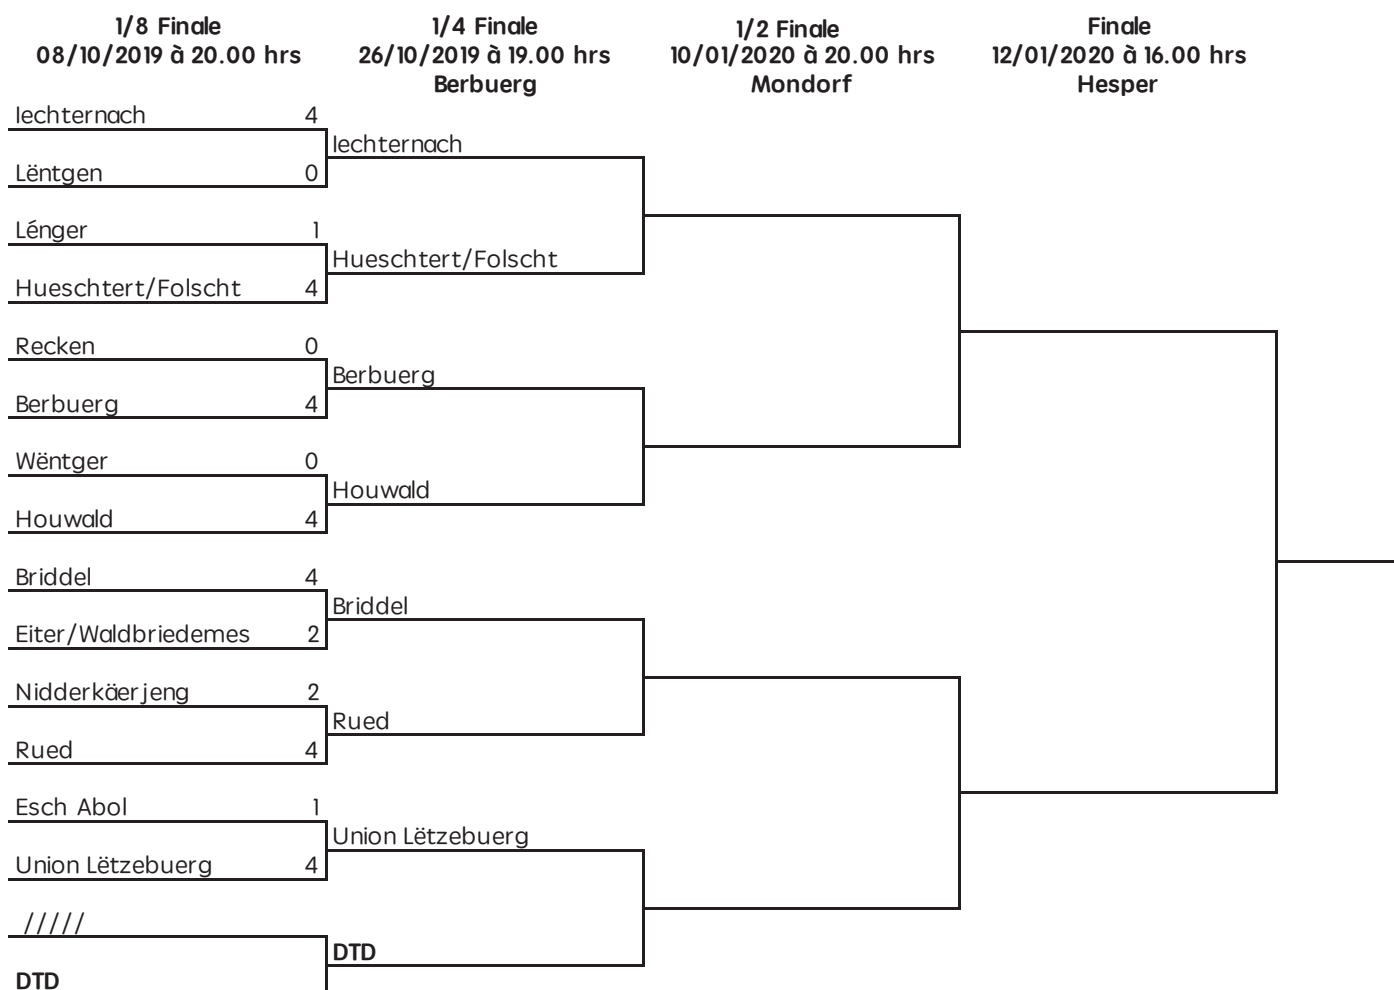 1/8 Finale
08/10/2019 à 20.00 hrs
1/4 Finale
26/10/2019 à 19.00 hrs
Berbuerg
1/2 Finale
10/01/2020 à 20.00 hrs
Mondorf
Finale
12/01/2020 à 16.00 hrs
Hesper
Iechternach 4
Iechternach
Lëntgen 0
Lénger 1
Hueschtert/Folscht
Hueschtert/Folscht 4
Recken 0
Berbuerg
Berbuerg 4
Wëntger 0
Houwald
Houwald 4
Briddel 4
Briddel
Eiter/Waldbriedemes 2
Nidderkäerjeng 2
Rued
Rued 4
Esch Abol 1
Union Lëtzebuerg
Union Lëtzebuerg 4
/////
DTD
DTD